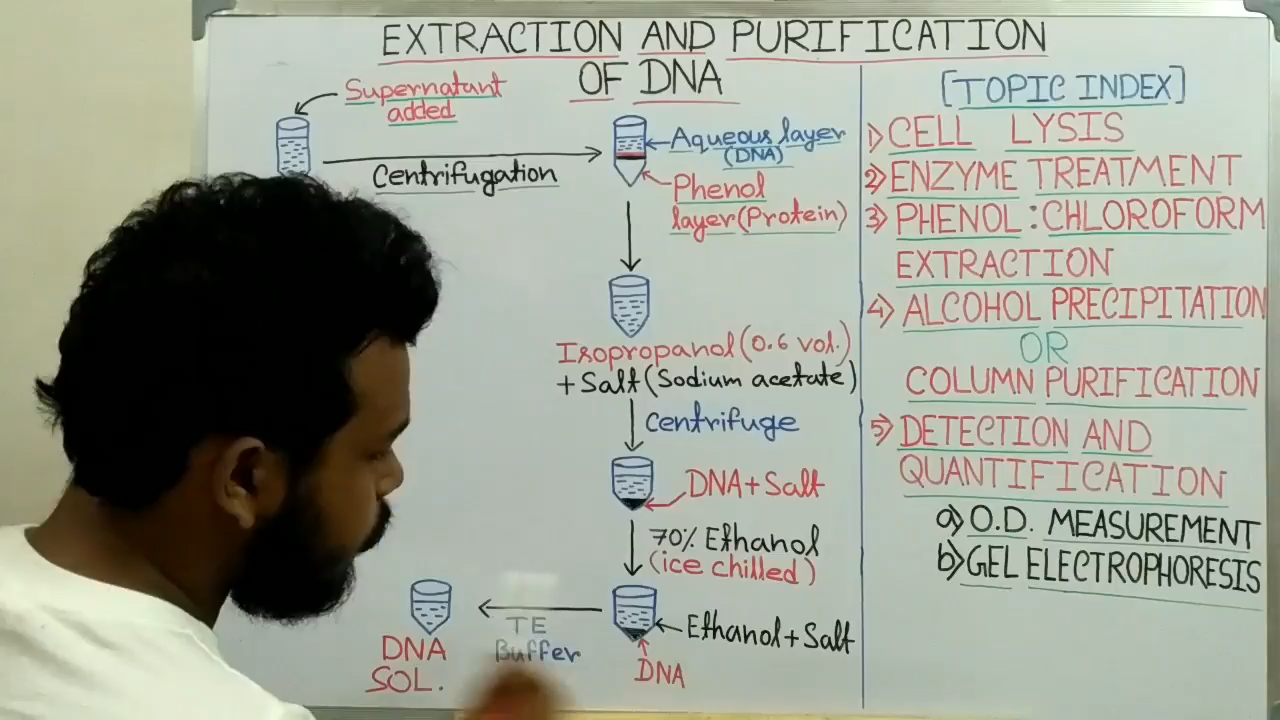 EXTRACTION AND PURIFICATION
OF DNA
Supernatant
added
Centrifugation
Aqueous layer
(DNA)
Phenol
layer(Protein)
Isopropanol(0.6 vol.)
+Salt(Sodium acetate)
Centrifuge
DNA+Salt
70% Ethanol
(ice chilled)
Ethanol+Salt
DNA
TE
Buffer
DNA
SOL.
[TOPIC INDEX]
1) CELL LYSIS
2) ENZYME TREATMENT
3) PHENOL:CHLOROFORM
EXTRACTION
4) ALCOHOL PRECIPITATION
OR
COLUMN PURIFICATION
5) DETECTION AND
QUANTIFICATION
a) O.D. MEASUREMENT
b) GEL ELECTROPHORESIS